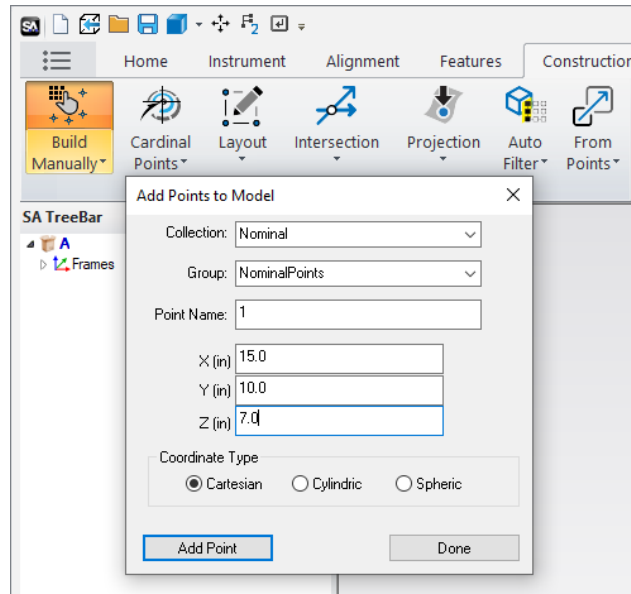 SA
Home Instrument Alignment Features Construction
Build Manually
Cardinal Points
Layout
Intersection
Projection
Auto Filter
From Points
SA TreeBar
A
Frames
Add Points to Model
Collection: Nominal
Group: NominalPoints
Point Name: 1
X (in) 15.0
Y (in) 10.0
Z (in) 7.0
Coordinate Type
Cartesian Cylindric Spheric
Add Point Done